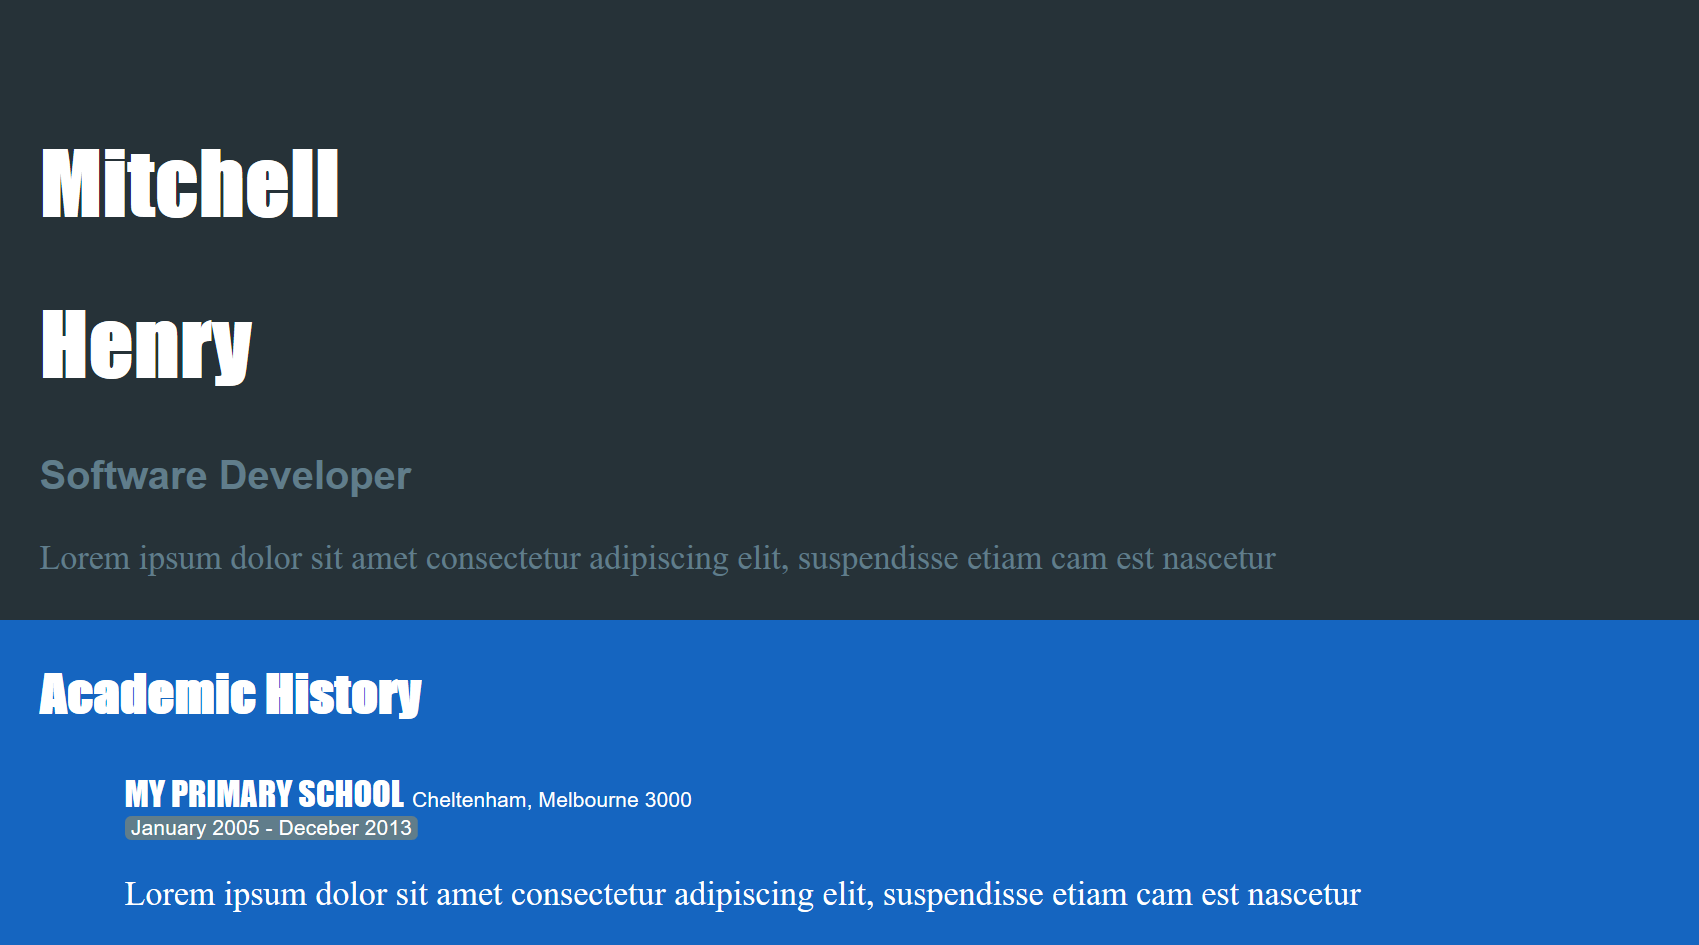 Mitchell
Henry
Software Developer
Lorem ipsum dolor sit amet consectetur adipiscing elit, suspendisse etiam cam est nascetur
Academic History
MY PRIMARY SCHOOL Cheltenham, Melbourne 3000
January 2005 - Deceber 2013
Lorem ipsum dolor sit amet consectetur adipiscing elit, suspendisse etiam cam est nascetur